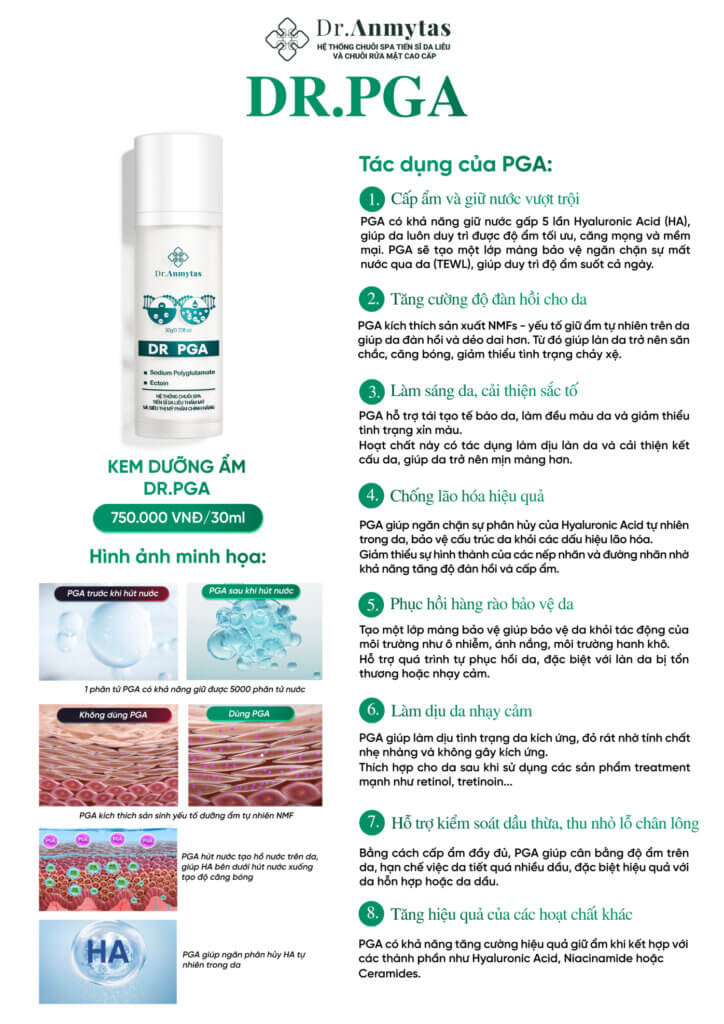 Dr.Anmytas
HỆ THỐNG CHUỖI SPA TIẾN SĨ DA LIỄU
VÀ CHUỖI RỬA MẶT CAO CẤP
DR.PGA
Dr.Anmytas
30g/0.7fl oz
DR PGA
Sodium Polyglutamate
Ectoin
HỆ THỐNG CHUỖI SPA
TIẾN SĨ DA LIỄU THẨM MỸ
VÀ SIÊU THỊ MỸ PHẨM CHÍNH HÃNG
KEM DƯỠNG ẨM
DR.PGA
750.000 VNĐ/30ml
Hình ảnh minh họa:
PGA trước khi hút nước
PGA sau khi hút nước
1 phân tử PGA có khả năng giữ được 5000 phân tử nước
Không dùng PGA
Dùng PGA
PGA kích thích sản sinh yếu tố dưỡng ẩm tự nhiên NMF
PGA
PGA
PGA
PGA
PGA hút nước tạo hồ nước trên da,
giúp HA bên dưới hút nước xuống
tạo độ căng bóng
HA
PGA giúp ngăn phân hủy HA tự
nhiên trong da
Tác dụng của PGA:
1. Cấp ẩm và giữ nước vượt trội
PGA có khả năng giữ nước gấp 5 lần Hyaluronic Acid (HA),
giúp da luôn duy trì được độ ẩm tối ưu, căng mọng và mềm
mại. PGA sẽ tạo một lớp màng bảo vệ ngăn chặn sự mất
nước qua da (TEWL), giúp duy trì độ ẩm suốt cả ngày.
2. Tăng cường độ đàn hồi cho da
PGA kích thích sản xuất NMFs - yếu tố giữ ẩm tự nhiên trên da
giúp da đàn hồi và dẻo dai hơn. Từ đó giúp làn da trở nên săn
chắc, căng bóng, giảm thiểu tình trạng chảy xệ.
3. Làm sáng da, cải thiện sắc tố
PGA hỗ trợ tái tạo tế bào da, làm đều màu da và giảm thiểu
tình trạng xỉn màu.
Hoạt chất này có tác dụng làm dịu làn da và cải thiện kết
cấu da, giúp da trở nên mịn màng hơn.
4. Chống lão hóa hiệu quả
PGA giúp ngăn chặn sự phân hủy của Hyaluronic Acid tự nhiên
trong da, bảo vệ cấu trúc da khỏi các dấu hiệu lão hóa.
Giảm thiểu sự hình thành của các nếp nhăn và đường nhăn nhờ
khả năng tăng độ đàn hồi và cấp ẩm.
5. Phục hồi hàng rào bảo vệ da
Tạo một lớp màng bảo vệ giúp bảo vệ da khỏi tác động của
môi trường như ô nhiễm, ánh nắng, môi trường hanh khô.
Hỗ trợ quá trình tự phục hồi da, đặc biệt với làn da bị tổn
thương hoặc nhạy cảm.
6. Làm dịu da nhạy cảm
PGA giúp làm dịu tình trạng da kích ứng, đỏ rát nhờ tính chất
nhẹ nhàng và không gây kích ứng.
Thích hợp cho da sau khi sử dụng các sản phẩm treatment
mạnh như retinol, tretinoin...
7. Hỗ trợ kiểm soát dầu thừa, thu nhỏ lỗ chân lông
Bằng cách cấp ẩm đầy đủ, PGA giúp cân bằng độ ẩm trên
da, hạn chế việc da tiết quá nhiều dầu, đặc biệt hiệu quả với
da hỗn hợp hoặc da dầu.
8. Tăng hiệu quả của các hoạt chất khác
PGA có khả năng tăng cường hiệu quả giữ ẩm khi kết hợp với
các thành phần như Hyaluronic Acid, Niacinamide hoặc
Ceramides.